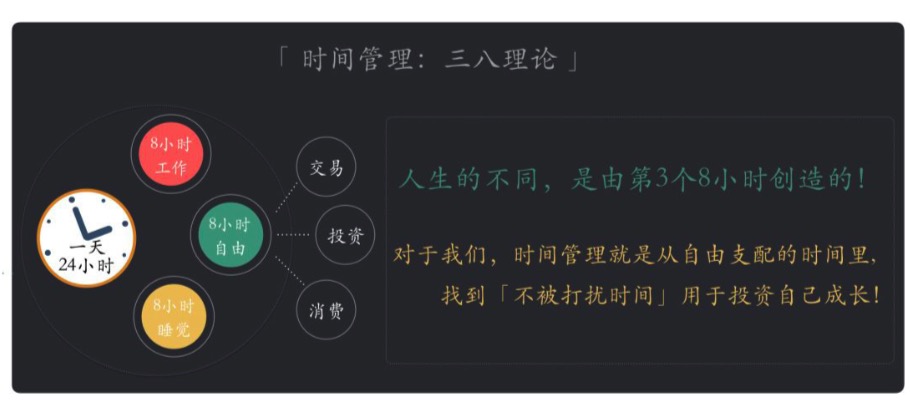 「 时间管理：三八理论 」
8小时
工作
一天
24小时
8小时
自由
8小时
睡觉
交易
投资
消费
人生的不同，是由第3个8小时创造的！
对于我们，时间管理就是从自由支配的时间里，
找到「不被打扰时间」用于投资自己成长！